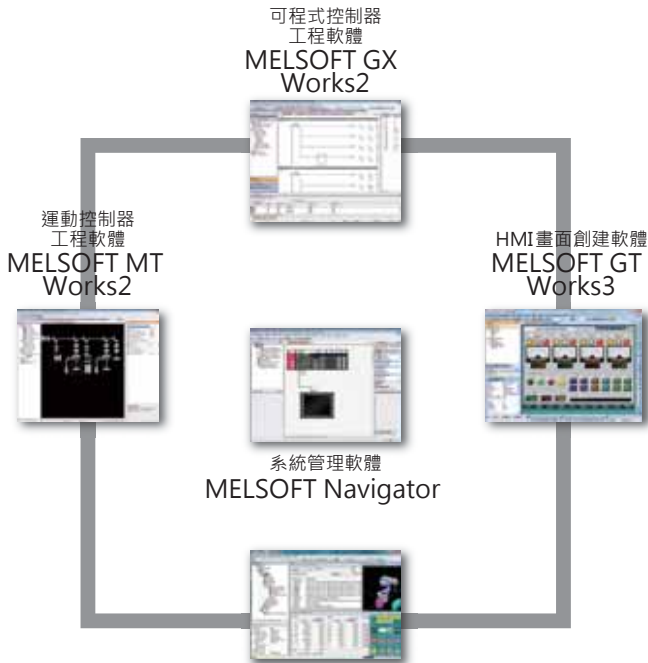 可程式控制器
工程軟體
MELSOFT GX
Works2
運動控制器
工程軟體
MELSOFT MT
Works2
HMI畫面創建軟體
MELSOFT GT
Works3
系統管理軟體
MELSOFT Navigator